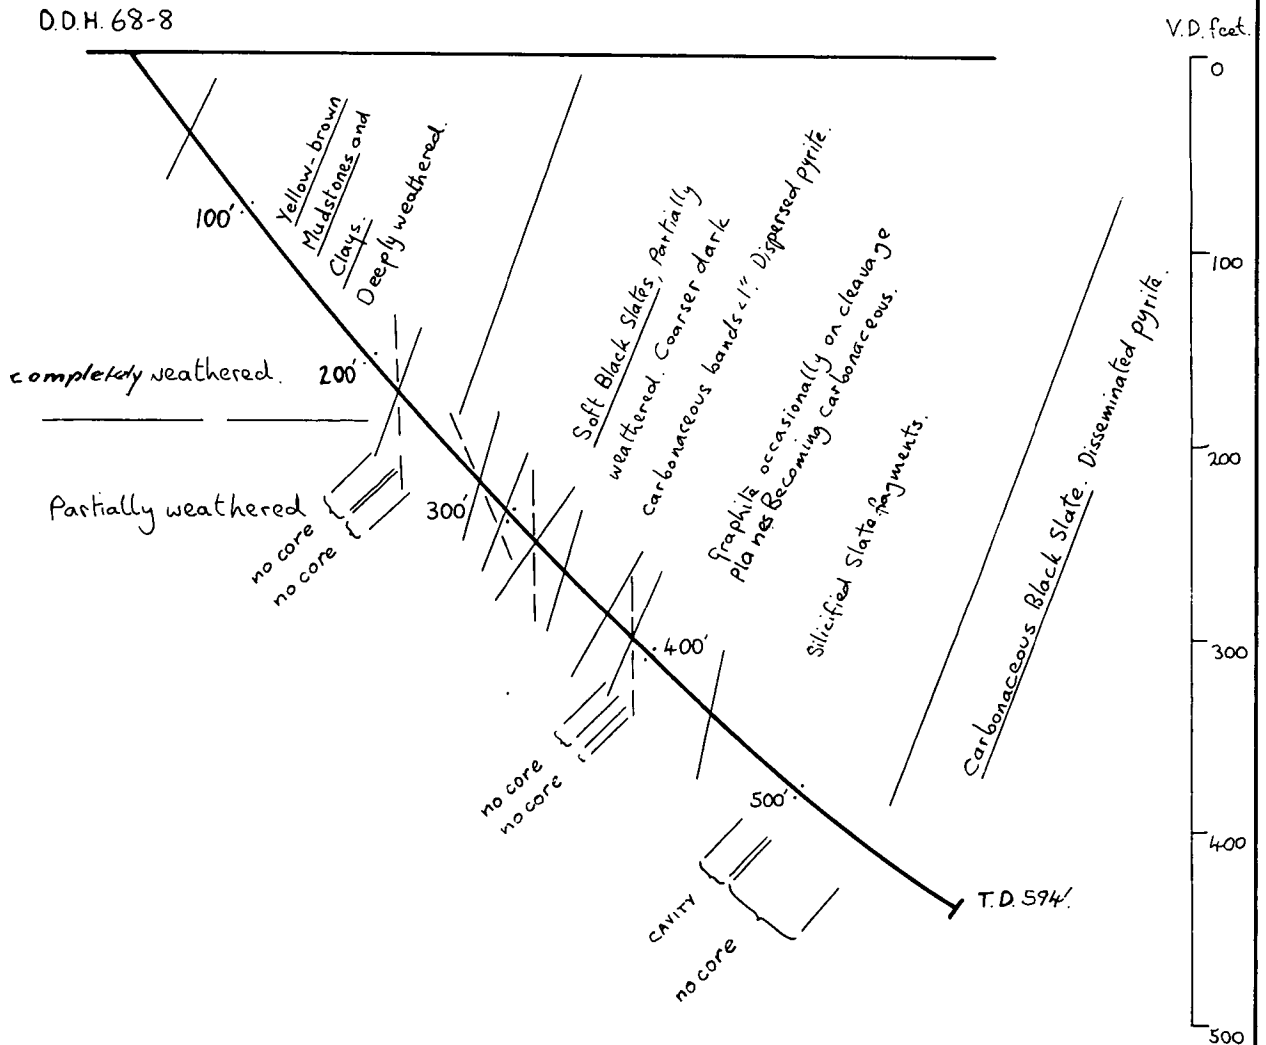 D.D.H. 68-8
V.D. feet.
0
100
200
300
400
500
Yellow-brown
Mudstones and
Clays.
Deeply weathered.
100'
200'
300'
400'
500'
completely weathered.
Partially weathered
no core
no core
Soft Black Slates, Partially
weathered. Coarser dark
carbonaceous bands <1". Dispersed pyrite.
Graphite occasionally on cleavage
planes Becoming carbonaceous.
Silicified Slate fragments.
no core
no core
Carbonaceous Black Slate. Disseminated pyrite.
CAVITY
no core
T.D. 594'.